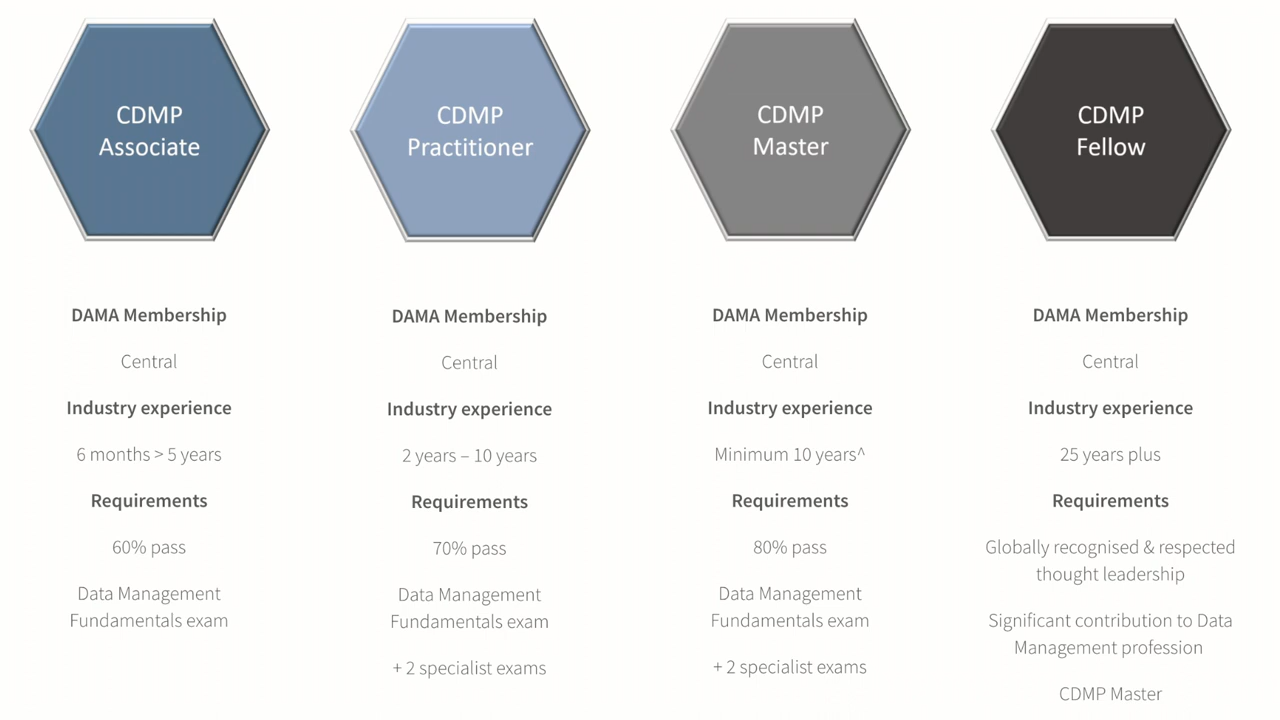 CDMP
Associate
CDMP
Practitioner
CDMP
Master
CDMP
Fellow
DAMA Membership
Central
Industry experience
6 months > 5 years
Requirements
60% pass
Data Management
Fundamentals exam
DAMA Membership
Central
Industry experience
2 years – 10 years
Requirements
70% pass
Data Management
Fundamentals exam
+ 2 specialist exams
DAMA Membership
Central
Industry experience
Minimum 10 years^
Requirements
80% pass
Data Management
Fundamentals exam
+ 2 specialist exams
DAMA Membership
Central
Industry experience
25 years plus
Requirements
Globally recognised & respected
thought leadership
Significant contribution to Data
Management profession
CDMP Master